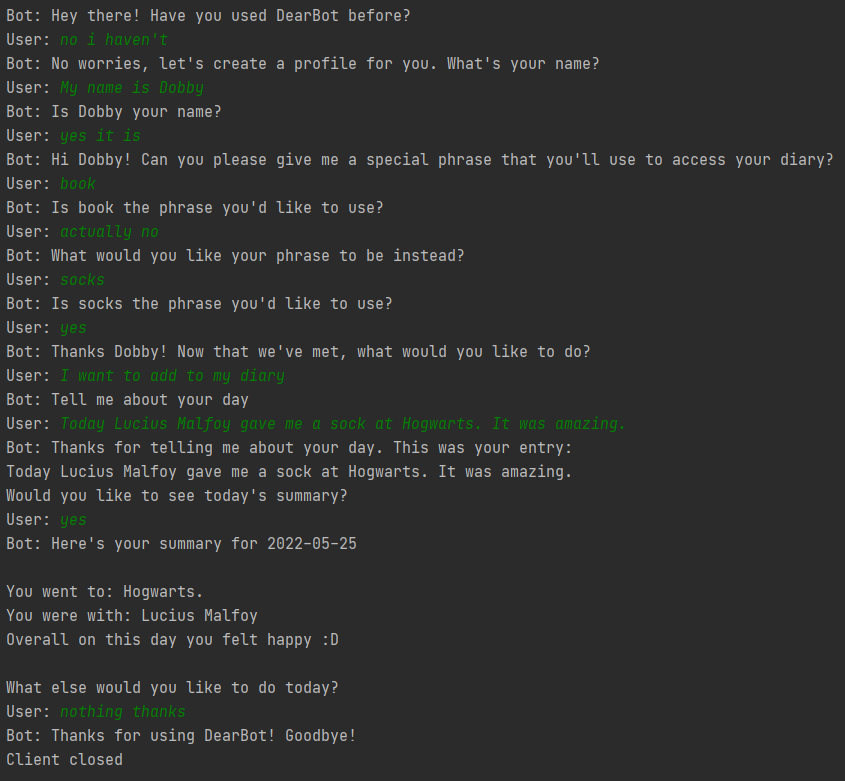 Bot: Hey there! Have you used DearBot before?
User: no i haven't
Bot: No worries, let's create a profile for you. What's your name?
User: My name is Dobby
Bot: Is Dobby your name?
User: yes it is
Bot: Hi Dobby! Can you please give me a special phrase that you'll use to access your diary?
User: book
Bot: Is book the phrase you'd like to use?
User: actually no
Bot: What would you like your phrase to be instead?
User: socks
Bot: Is socks the phrase you'd like to use?
User: yes
Bot: Thanks Dobby! Now that we've met, what would you like to do?
User: I want to add to my diary
Bot: Tell me about your day
User: Today Lucius Malfoy gave me a sock at Hogwarts. It was amazing.
Bot: Thanks for telling me about your day. This was your entry:
Today Lucius Malfoy gave me a sock at Hogwarts. It was amazing.
Would you like to see today's summary?
User: yes
Bot: Here's your summary for 2022-05-25
You went to: Hogwarts.
You were with: Lucius Malfoy
Overall on this day you felt happy :D
What else would you like to do today?
User: nothing thanks
Bot: Thanks for using DearBot! Goodbye!
Client closed